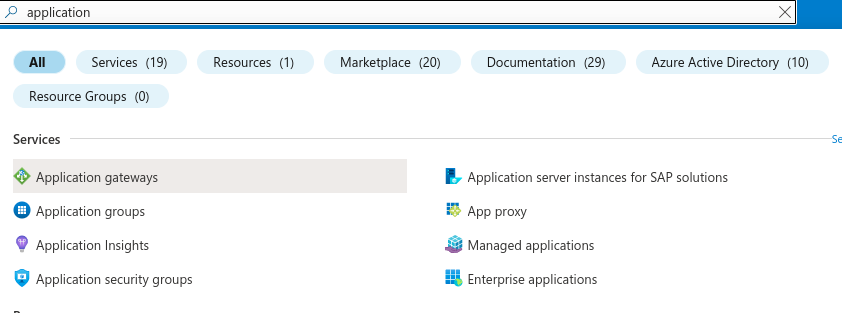 application
All Services (19) Resources (1) Marketplace (20) Documentation (29) Azure Active Directory (10)
Resource Groups (0)
Services
Application gateways
Application groups
Application Insights
Application security groups
Application server instances for SAP solutions
App proxy
Managed applications
Enterprise applications